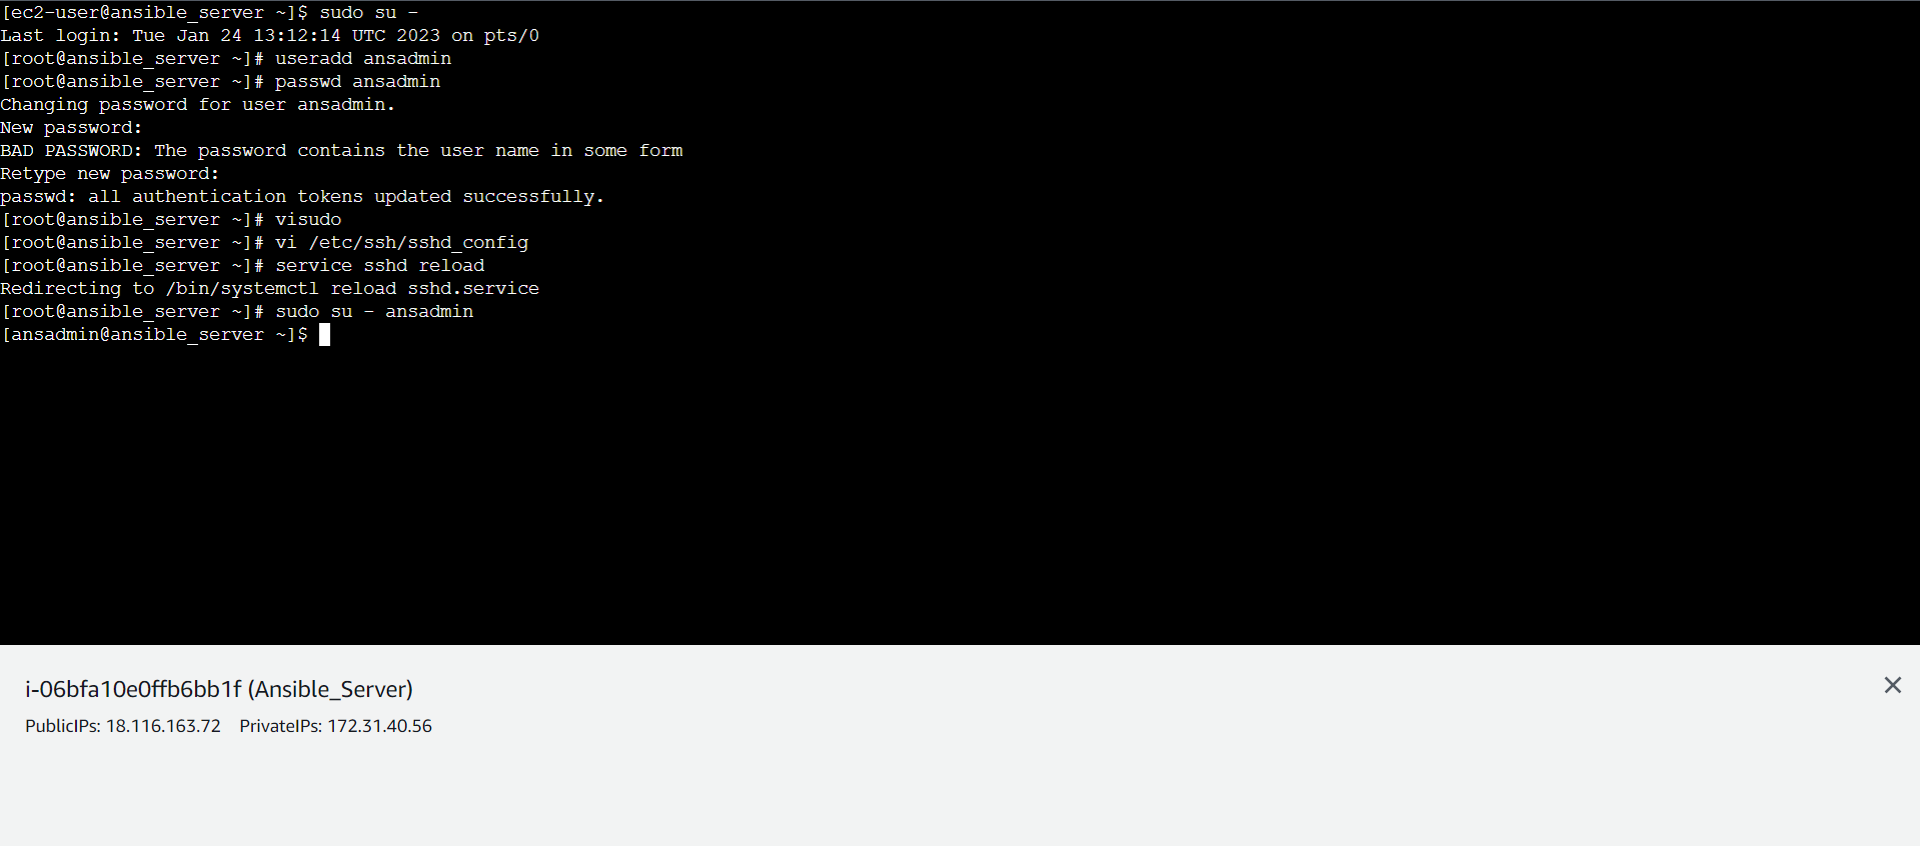 [ec2-user@ansible_server ~]$ sudo su -
Last login: Tue Jan 24 13:12:14 UTC 2023 on pts/0
[root@ansible_server ~]# useradd ansadmin
[root@ansible_server ~]# passwd ansadmin
Changing password for user ansadmin.
New password:
BAD PASSWORD: The password contains the user name in some form
Retype new password:
passwd: all authentication tokens updated successfully.
[root@ansible_server ~]# visudo
[root@ansible_server ~]# vi /etc/ssh/sshd_config
[root@ansible_server ~]# service sshd reload
Redirecting to /bin/systemctl reload sshd.service
[root@ansible_server ~]# sudo su - ansadmin
[ansadmin@ansible_server ~]$
i-06bfa10e0ffb6bb1f (Ansible_Server)
PublicIPs: 18.116.163.72 PrivateIPs: 172.31.40.56